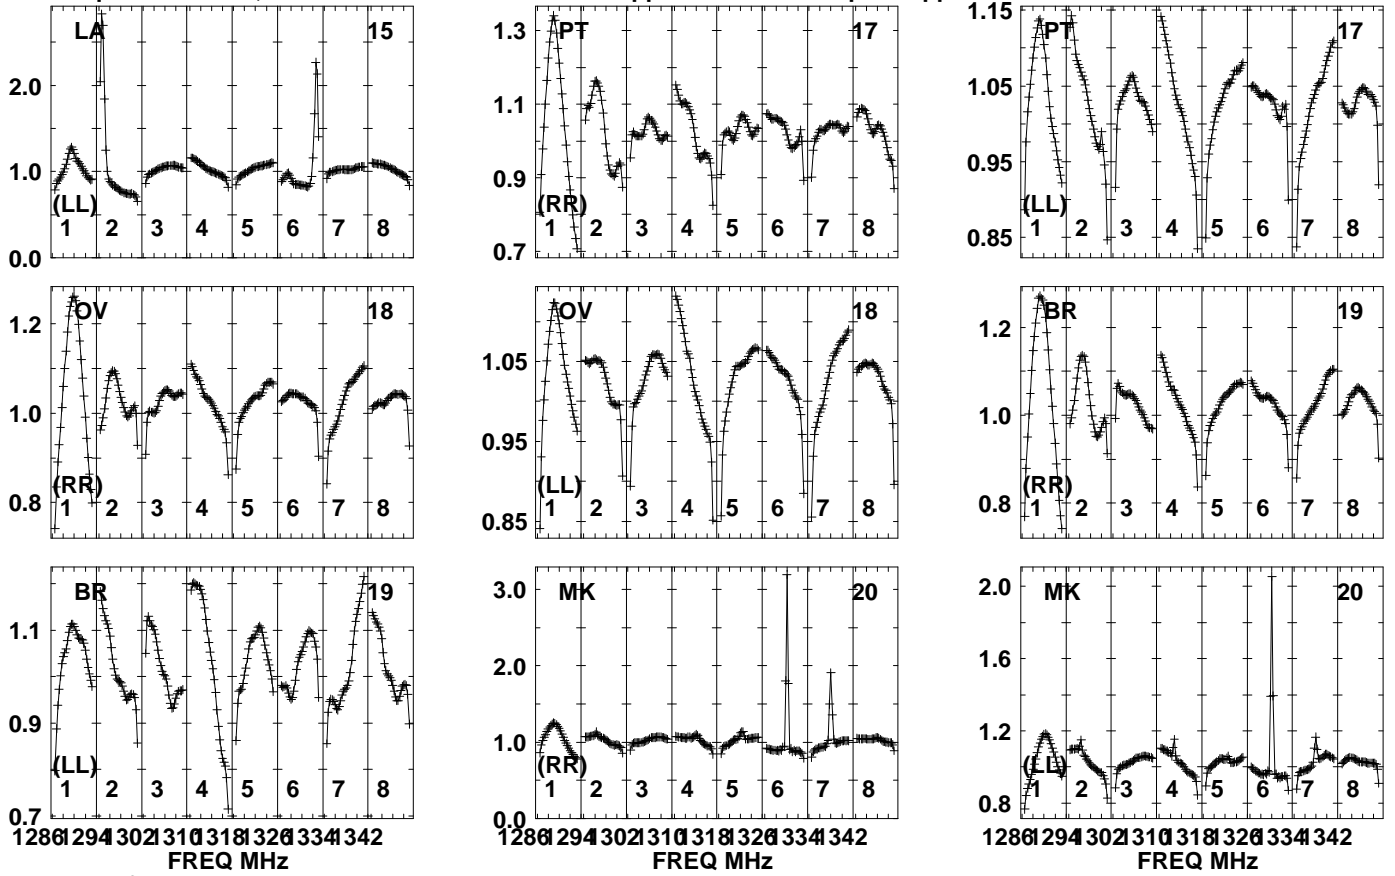 LA 15
2.0
1.0
0.0
(LL)
1 2 3 4 5 6 7 8
PT 17
1.3
1.1
0.9
0.7
(RR)
1 2 3 4 5 6 7 8
PT 17
1.15
1.05
0.95
0.85
(LL)
1 2 3 4 5 6 7 8
OV 18
1.2
1.0
0.8
(RR)
1 2 3 4 5 6 7 8
OV 18
1.05
0.95
0.85
(LL)
1 2 3 4 5 6 7 8
BR 19
1.2
1.0
0.8
(RR)
1 2 3 4 5 6 7 8
BR 19
1.1
0.9
0.7
(LL)
1 2 3 4 5 6 7 8
1286 1294 1302 1310 1318 1326 1334 1342
FREQ MHz
MK 20
3.0
2.0
1.0
0.0
(RR)
1 2 3 4 5 6 7 8
1286 1294 1302 1310 1318 1326 1334 1342
FREQ MHz
MK 20
2.0
1.6
1.2
0.8
(LL)
1 2 3 4 5 6 7 8
1286 1294 1302 1310 1318 1326 1334 1342
FREQ MHz